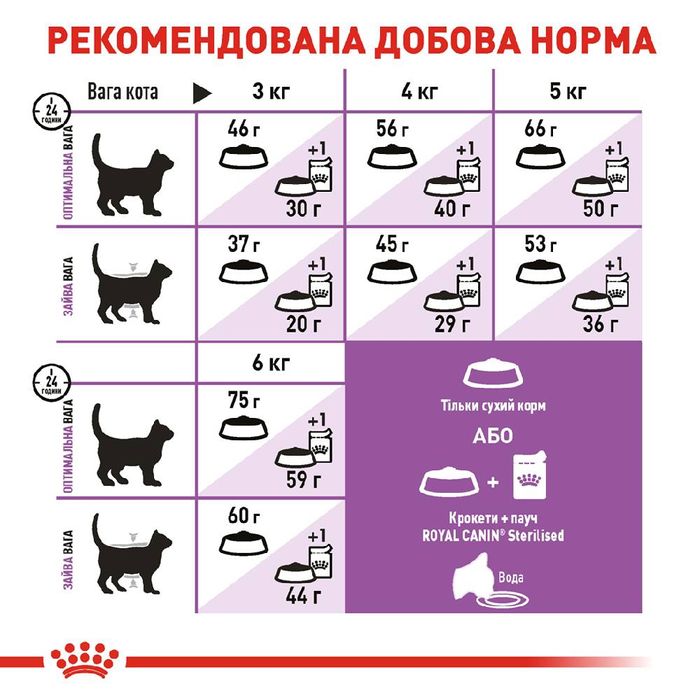 РЕКОМЕНДОВАНА ДОБОВА НОРМА
Вага кота 3 кг 4 кг 5 кг
24 години
ОПТИМАЛЬНА ВАГА
46 г 56 г 66 г
+1 +1 +1
30 г 40 г 50 г
ЗАЙВА ВАГА
37 г 45 г 53 г
+1 +1 +1
20 г 29 г 36 г
6 кг
24 години
ОПТИМАЛЬНА ВАГА
75 г
+1
59 г
ЗАЙВА ВАГА
60 г
+1
44 г
Тільки сухий корм
АБО
+
Крокети + пауч
ROYAL CANIN® Sterilised
Вода